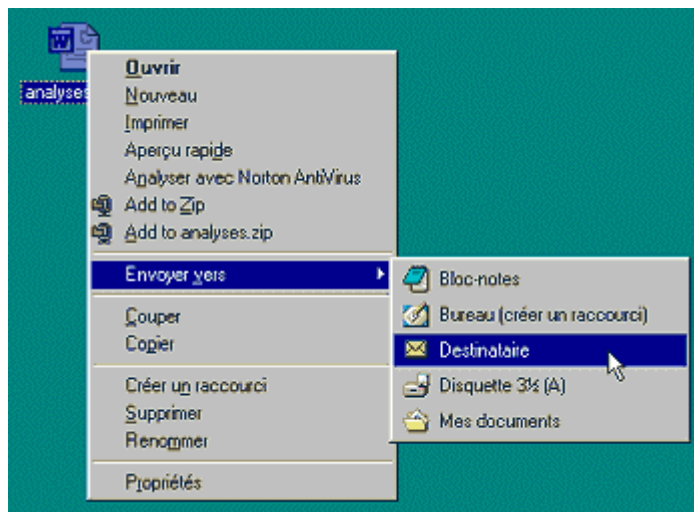 analyses
Ouvrir
Nouveau
Imprimer
Aperçu rapide
Analyser avec Norton AntiVirus
Add to Zip
Add to analyses.zip
Envoyer vers
Couper
Copier
Créer un raccourci
Supprimer
Renommer
Propriétés
Bloc-notes
Bureau (créer un raccourci)
Destinataire
Disquette 3½ (A)
Mes documents